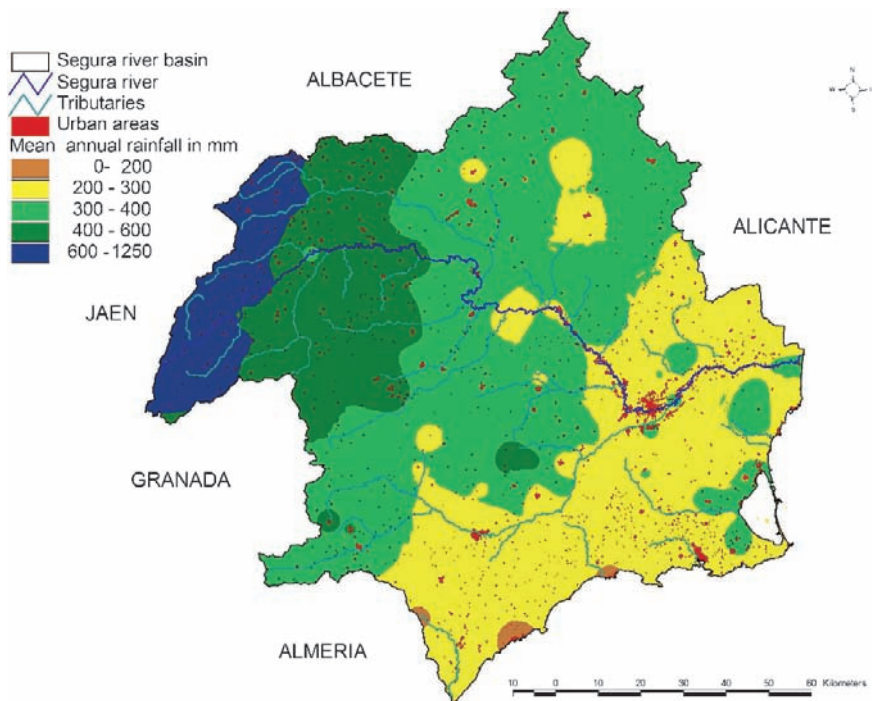 Segura river basin
Segura river
Tributaries
Urban areas
Mean annual rainfall in mm
0- 200
200 - 300
300 - 400
400 - 600
600 -1250
ALBACETE
N
W
S
ALICANTE
JAEN
GRANADA
ALMERIA
10 0 10 20 30 40 50 60 Kilometers